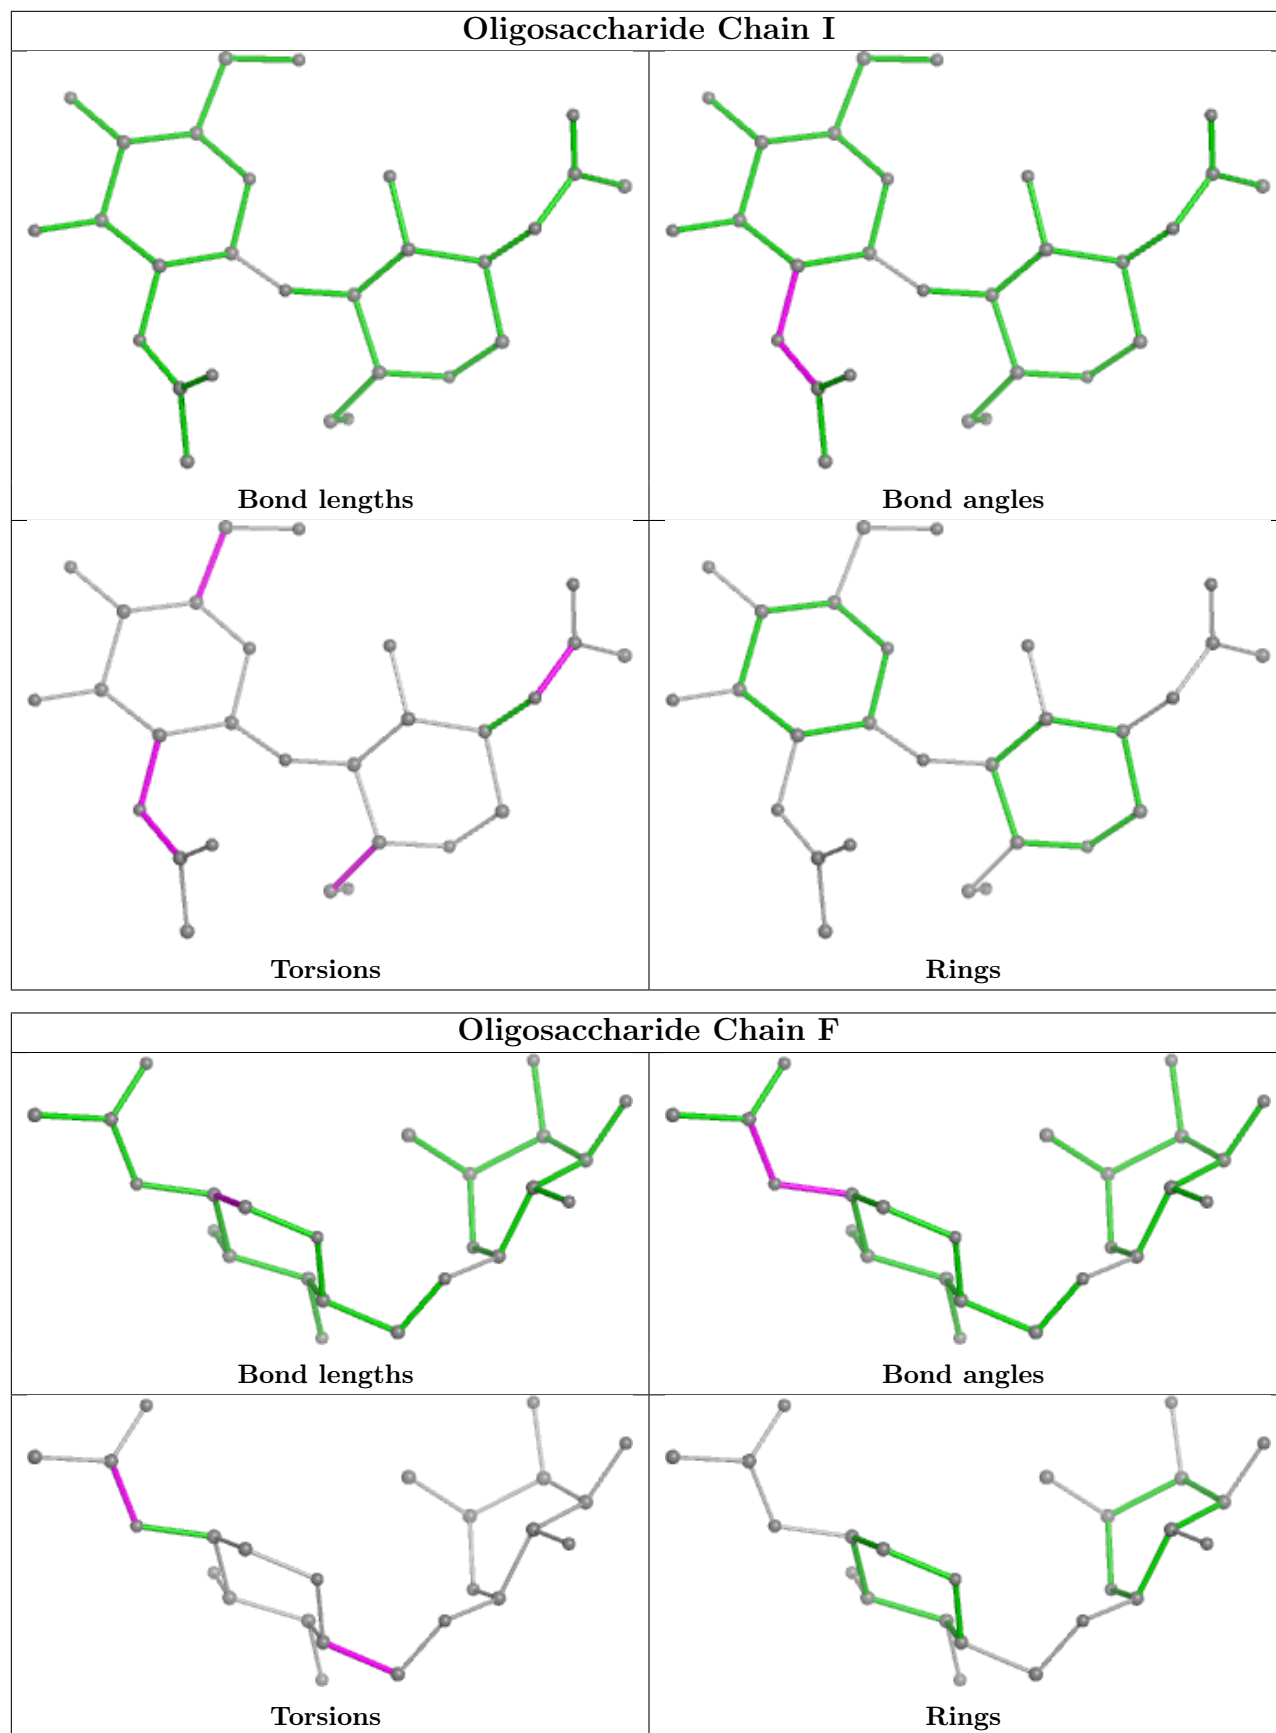 Oligosaccharide Chain I
Bond lengths
Bond angles
Torsions
Rings
Oligosaccharide Chain F
Bond lengths
Bond angles
Torsions
Rings